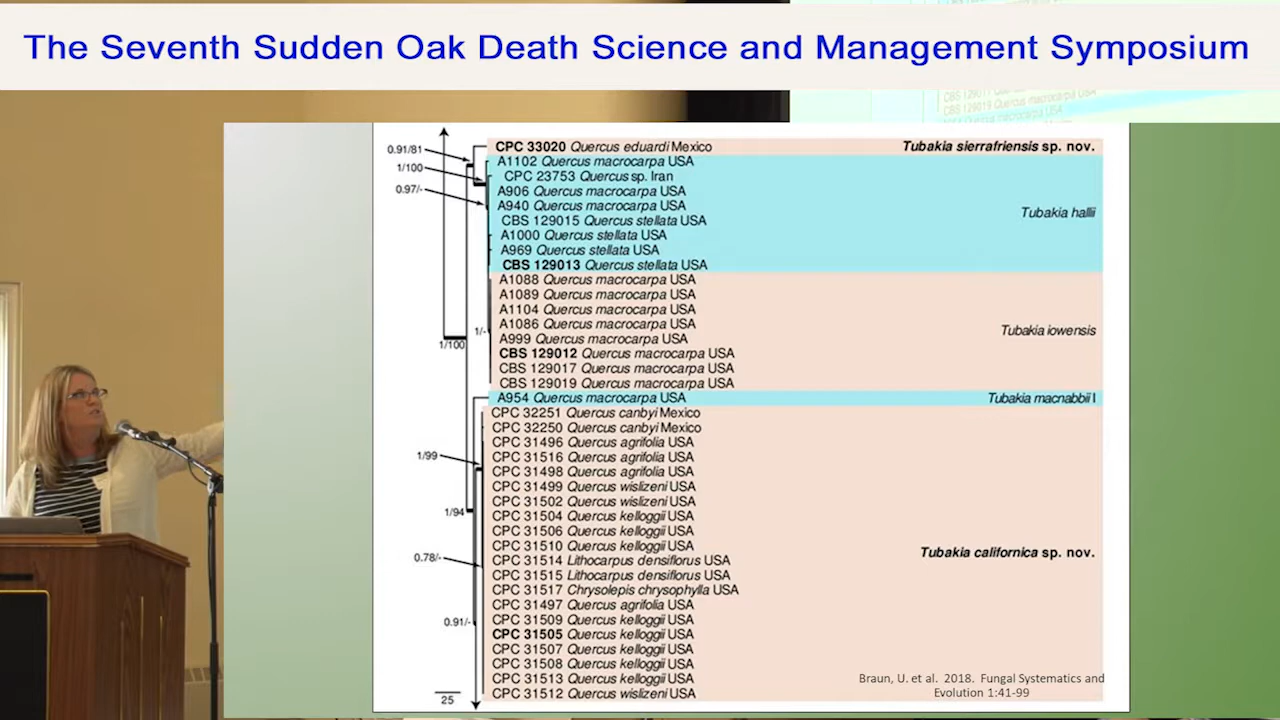 The Seventh Sudden Oak Death Science and Management Symposium
CBS 129019 Quercus macrocarpa USA
0.91/81
1/100
0.97/-
1/-
1/100
1/99
1/94
0.78/-
0.91/-
25
CPC 33020 Quercus eduardi Mexico
Tubakia sierrafriensis sp. nov.
A1102 Quercus macrocarpa USA
CPC 23753 Quercus sp. Iran
A906 Quercus macrocarpa USA
A940 Quercus macrocarpa USA
Tubakia hallii
CBS 129015 Quercus stellata USA
A1000 Quercus stellata USA
A969 Quercus stellata USA
CBS 129013 Quercus stellata USA
A1088 Quercus macrocarpa USA
A1089 Quercus macrocarpa USA
A1104 Quercus macrocarpa USA
A1086 Quercus macrocarpa USA
Tubakia iowensis
A999 Quercus macrocarpa USA
CBS 129012 Quercus macrocarpa USA
CBS 129017 Quercus macrocarpa USA
CBS 129019 Quercus macrocarpa USA
A954 Quercus macrocarpa USA
Tubakia macnabbii I
CPC 32251 Quercus canbyi Mexico
CPC 32250 Quercus canbyi Mexico
CPC 31496 Quercus agrifolia USA
CPC 31516 Quercus agrifolia USA
CPC 31498 Quercus agrifolia USA
CPC 31499 Quercus wislizeni USA
CPC 31502 Quercus wislizeni USA
CPC 31504 Quercus kelloggii USA
CPC 31506 Quercus kelloggii USA
CPC 31510 Quercus kelloggii USA
Tubakia californica sp. nov.
CPC 31514 Lithocarpus densiflorus USA
CPC 31515 Lithocarpus densiflorus USA
CPC 31517 Chrysolepis chrysophylla USA
CPC 31497 Quercus agrifolia USA
CPC 31509 Quercus kelloggii USA
CPC 31505 Quercus kelloggii USA
CPC 31507 Quercus kelloggii USA
CPC 31508 Quercus kelloggii USA
CPC 31513 Quercus kelloggii USA
CPC 31512 Quercus wislizeni USA
Braun, U. et al. 2018. Fungal Systematics and
Evolution 1:41-99